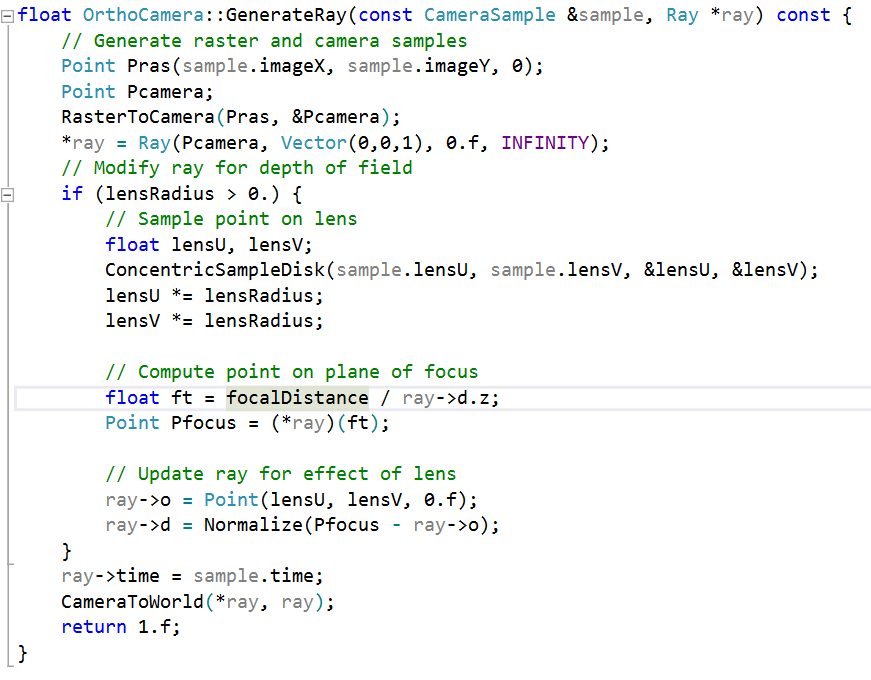 float OrthoCamera::GenerateRay(const CameraSample &sample, Ray *ray) const {
    // Generate raster and camera samples
    Point Pras(sample.imageX, sample.imageY, 0);
    Point Pcamera;
    RasterToCamera(Pras, &Pcamera);
    *ray = Ray(Pcamera, Vector(0,0,1), 0.f, INFINITY);
    // Modify ray for depth of field
    if (lensRadius > 0.) {
        // Sample point on lens
        float lensU, lensV;
        ConcentricSampleDisk(sample.lensU, sample.lensV, &lensU, &lensV);
        lensU *= lensRadius;
        lensV *= lensRadius;

        // Compute point on plane of focus
        float ft = focalDistance / ray->d.z;
        Point Pfocus = (*ray)(ft);

        // Update ray for effect of lens
        ray->o = Point(lensU, lensV, 0.f);
        ray->d = Normalize(Pfocus - ray->o);
    }
    ray->time = sample.time;
    CameraToWorld(*ray, ray);
    return 1.f;
}